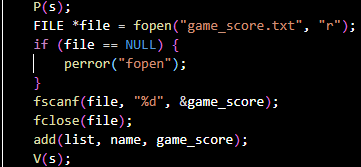 P(s);
FILE *file = fopen("game_score.txt", "r");
if (file == NULL) {
    perror("fopen");
}
fscanf(file, "%d", &game_score);
fclose(file);
add(list, name, game_score);
V(s);